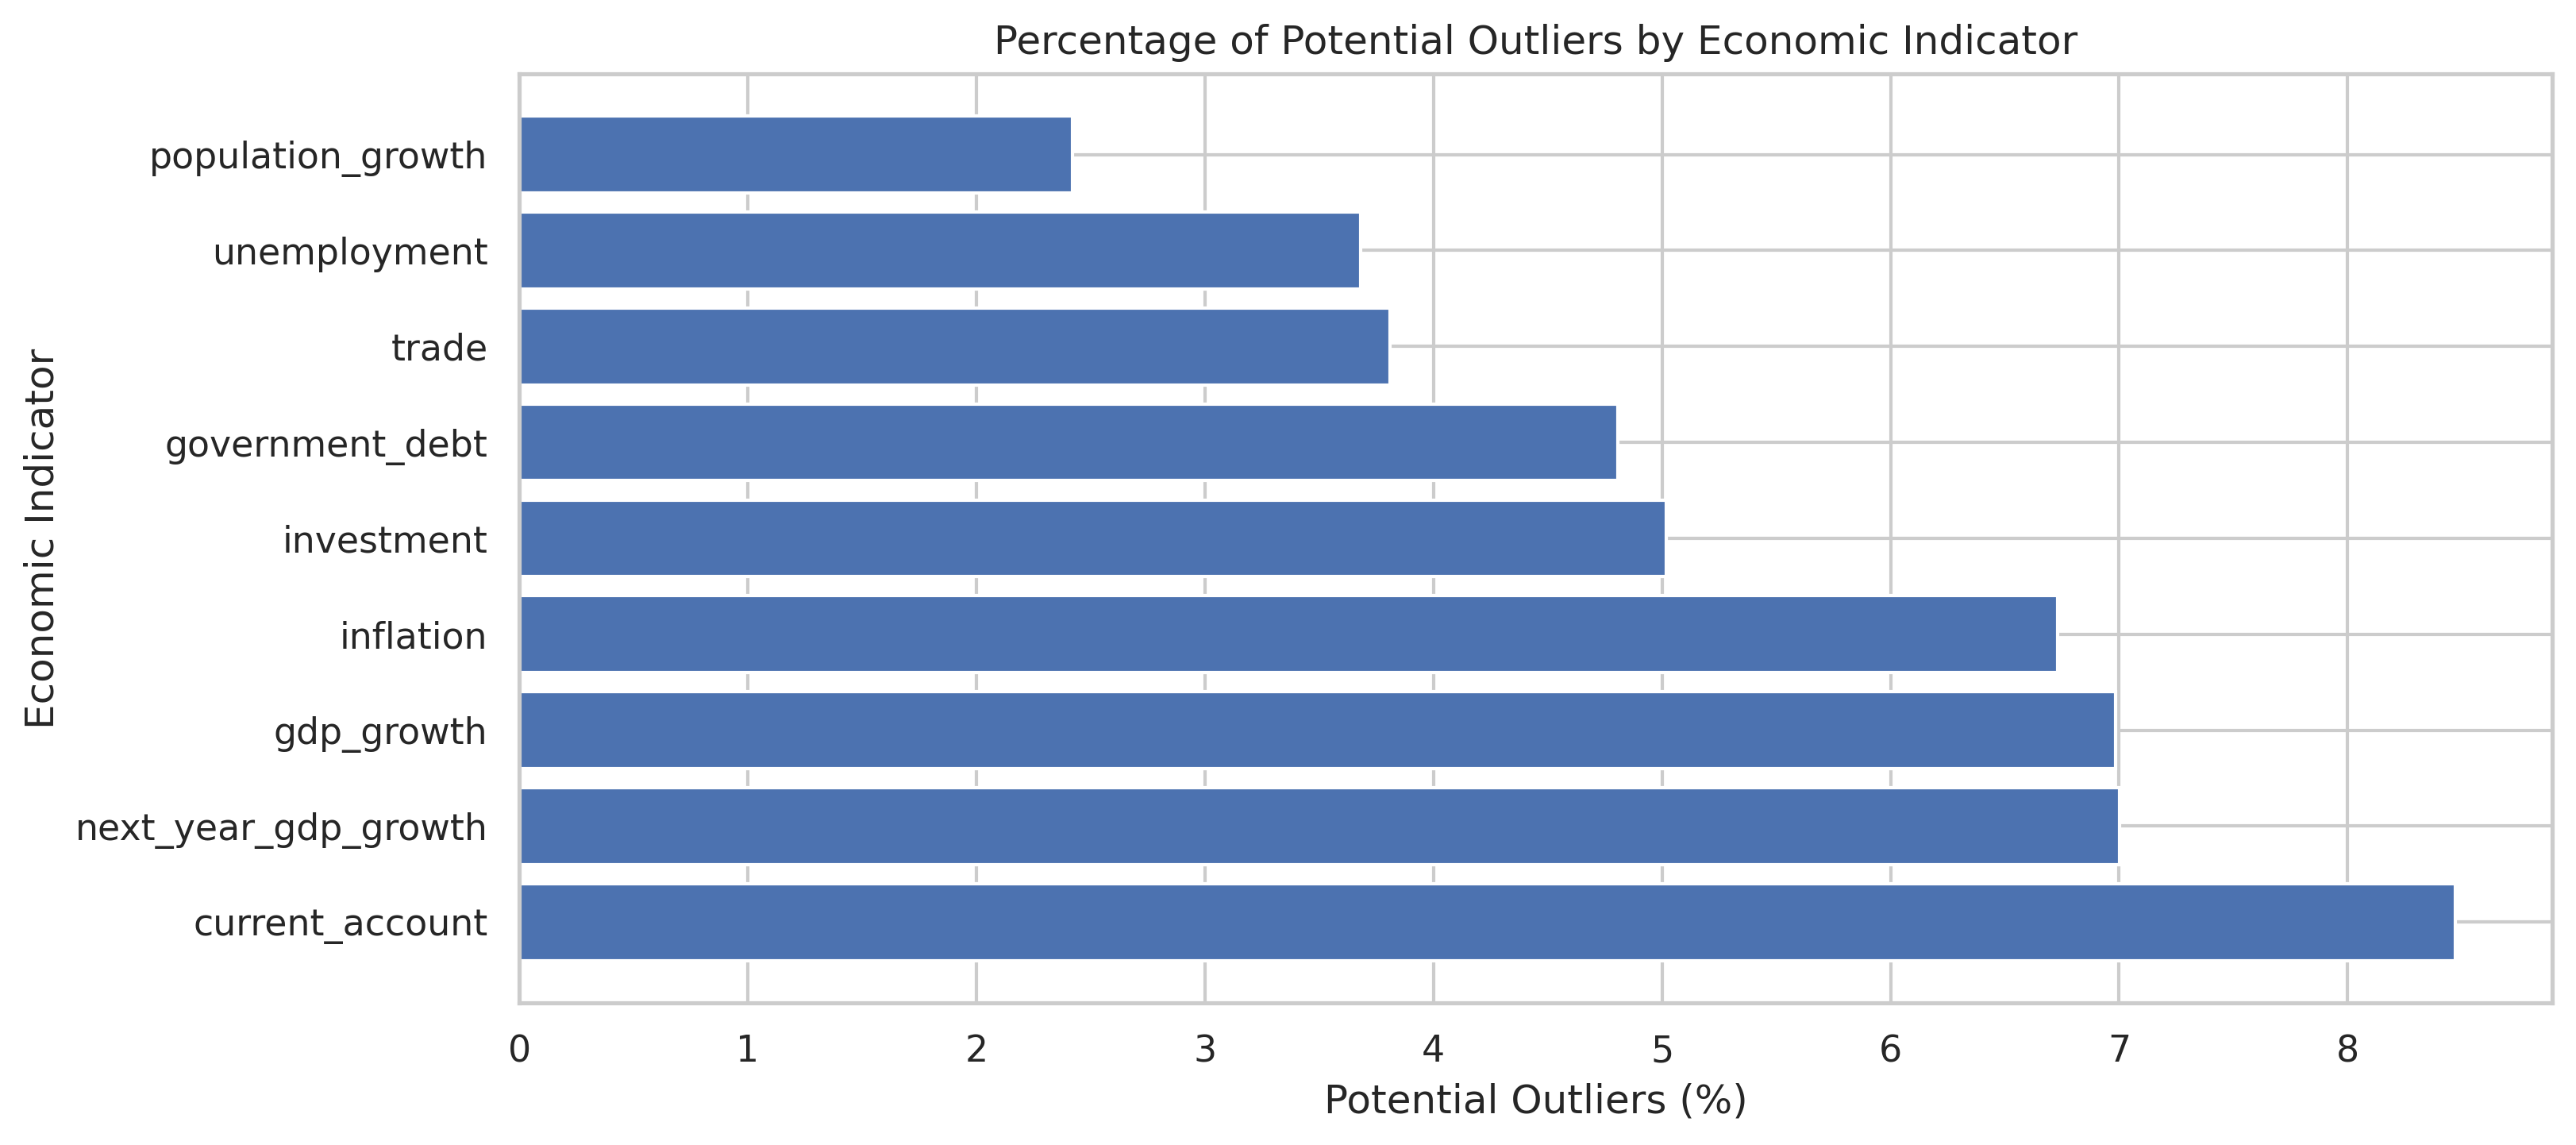 Percentage of Potential Outliers by Economic Indicator
Economic Indicator
population_growth
unemployment
trade
government_debt
investment
inflation
gdp_growth
next_year_gdp_growth
current_account
0 1 2 3 4 5 6 7 8
Potential Outliers (%)